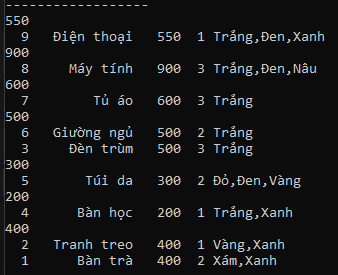 --------------------
550
9 Điện thoại 550 1 Trắng,Đen,Xanh
900
8 Máy tính 900 3 Trắng,Đen,Nâu
600
7 Tủ áo 600 3 Trắng
500
6 Giường ngủ 500 2 Trắng
3 Đèn trùm 500 3 Trắng
300
5 Túi da 300 2 Đỏ,Đen,Vàng
200
4 Bàn học 200 1 Trắng,Xanh
400
2 Tranh treo 400 1 Vàng,Xanh
1 Bàn trà 400 2 Xám,Xanh